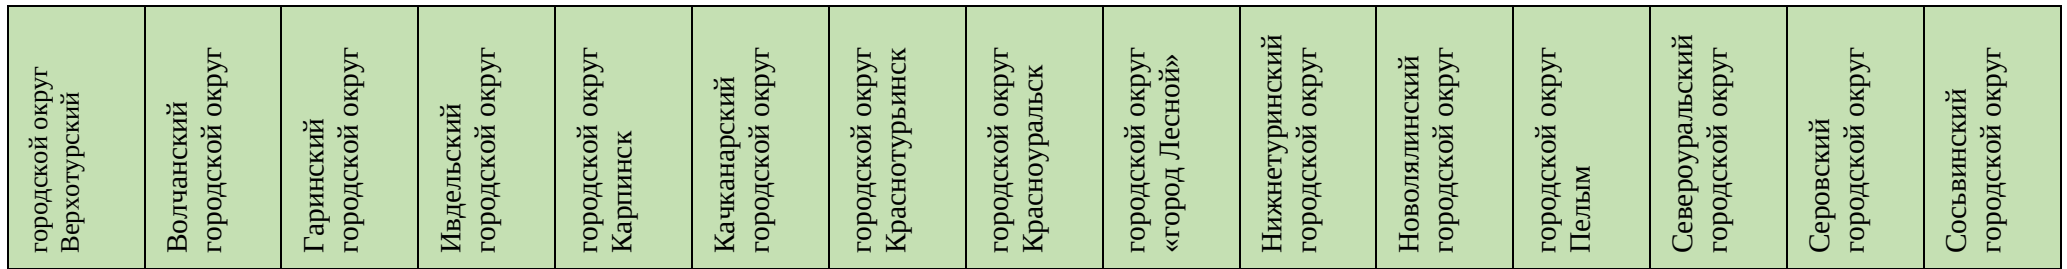 городской округ
Верхотурский
Волчанский
городской округ
Гаринский
городской округ
Ивдельский
городской округ
городской округ
Карпинск
Качканарский
городской округ
городской округ
Краснотурьинск
городской округ
Красноуральск
городской округ
«город Лесной»
Нижнетуринский
городской округ
Новолялинский
городской округ
городской округ
Пелым
Североуральский
городской округ
Серовский
городской округ
Сосьвинский
городской округ